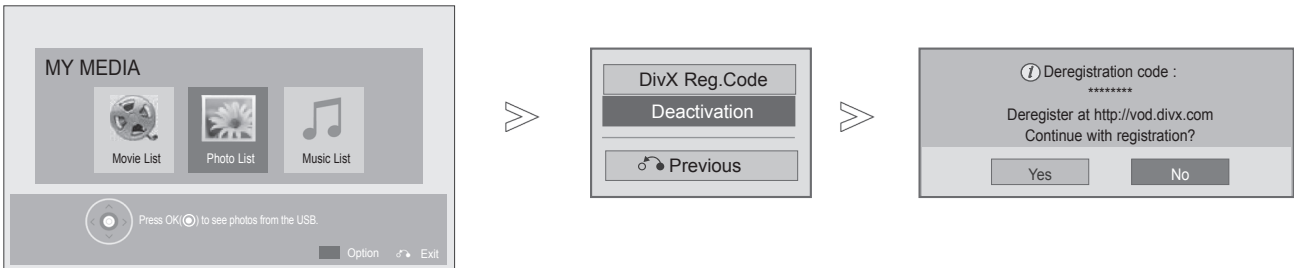 MY MEDIA
Movie List
Photo List
Music List
Press OK(◉) to see photos from the USB.
Option
Exit
DivX Reg.Code
Deactivation
Previous
Deregistration code :
********
Deregister at http://vod.divx.com
Continue with registration?
Yes
No